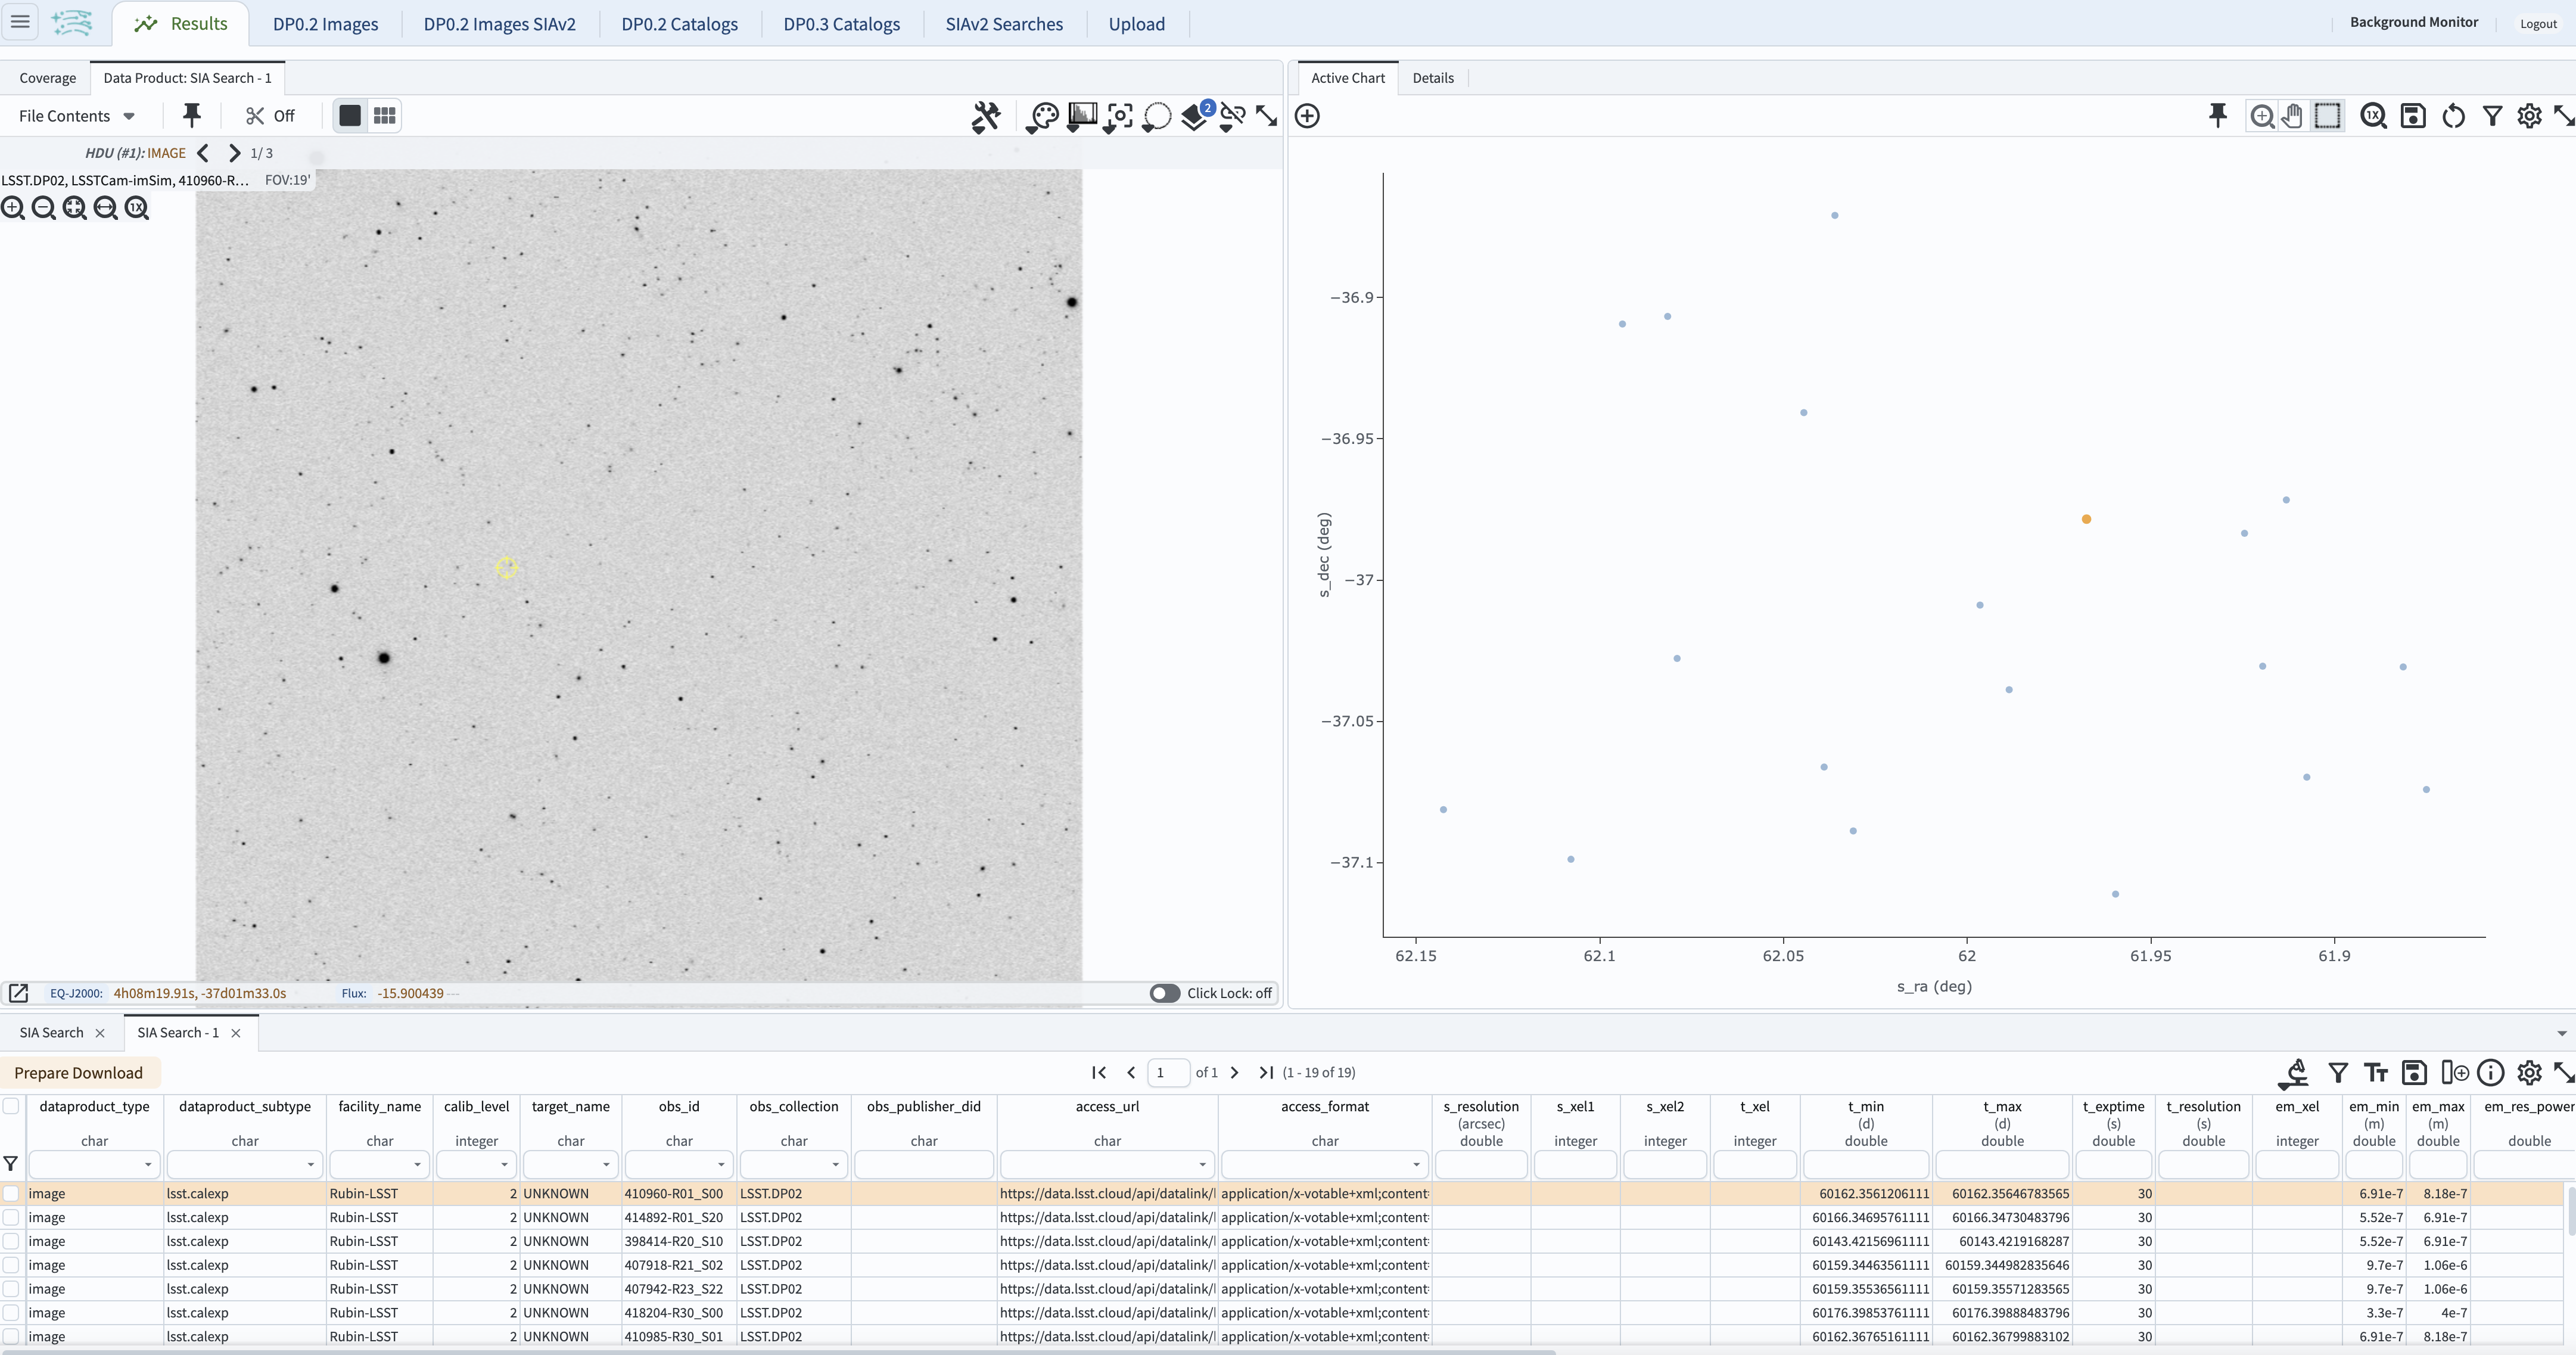 Results DP0.2 Images DP0.2 Images SIAv2 DP0.2 Catalogs DP0.3 Catalogs SIAv2 Searches Upload Background Monitor Logout
Coverage Data Product: SIA Search - 1
File Contents Off 2
HDU (#1): IMAGE 1/ 3
LSST.DP02, LSSTCam-imSim, 410960-R... FOV:19'
1X
EQ-J2000: 4h08m19.91s, -37d01m33.0s Flux: -15.900439 --- Click Lock: off
Active Chart Details
1X
−36.9
−36.95
−37
−37.05
−37.1
s_dec (deg)
62.15 62.1 62.05 62 61.95 61.9
s_ra (deg)
SIA Search SIA Search - 1
Prepare Download 1 of 1 (1 - 19 of 19)
dataproduct_type dataproduct_subtype facility_name calib_level target_name obs_id obs_collection obs_publisher_did access_url access_format s_resolution s_xel1 s_xel2 t_xel t_min t_max t_exptime t_resolution em_xel em_min em_max em_res_power
(arcsec) (d) (d) (s) (s) (m) (m)
char char char integer char char char char char char double integer integer integer double double double double integer double double double
image lsst.calexp Rubin-LSST 2 UNKNOWN 410960-R01_S00 LSST.DP02 https://data.lsst.cloud/api/datalink/l application/x-votable+xml;content= 60162.3561206111 60162.35646783565 30 6.91e-7 8.18e-7
image lsst.calexp Rubin-LSST 2 UNKNOWN 414892-R01_S20 LSST.DP02 https://data.lsst.cloud/api/datalink/l application/x-votable+xml;content= 60166.34695761111 60166.34730483796 30 5.52e-7 6.91e-7
image lsst.calexp Rubin-LSST 2 UNKNOWN 398414-R20_S10 LSST.DP02 https://data.lsst.cloud/api/datalink/l application/x-votable+xml;content= 60143.42156961111 60143.4219168287 30 5.52e-7 6.91e-7
image lsst.calexp Rubin-LSST 2 UNKNOWN 407918-R21_S02 LSST.DP02 https://data.lsst.cloud/api/datalink/l application/x-votable+xml;content= 60159.34463561111 60159.344982835646 30 9.7e-7 1.06e-6
image lsst.calexp Rubin-LSST 2 UNKNOWN 407942-R23_S22 LSST.DP02 https://data.lsst.cloud/api/datalink/l application/x-votable+xml;content= 60159.35536561111 60159.35571283565 30 9.7e-7 1.06e-6
image lsst.calexp Rubin-LSST 2 UNKNOWN 418204-R30_S00 LSST.DP02 https://data.lsst.cloud/api/datalink/l application/x-votable+xml;content= 60176.39853761111 60176.39888483796 30 3.3e-7 4e-7
image lsst.calexp Rubin-LSST 2 UNKNOWN 410985-R30_S01 LSST.DP02 https://data.lsst.cloud/api/datalink/l application/x-votable+xml;content= 60162.36765161111 60162.36799883102 30 6.91e-7 8.18e-7